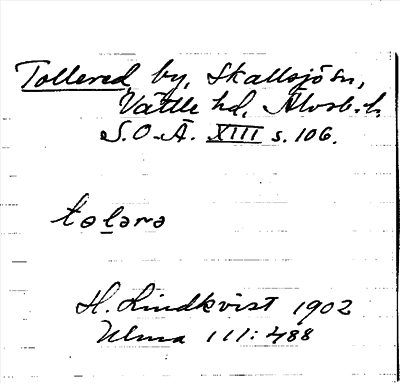 Tollered by, Skallsjö sn,
Vättle hd, Älvsb. l.
S.O.Ä. XIII s. 106.
tolərə
H. Lindkvist 1902
Ulma 111:488